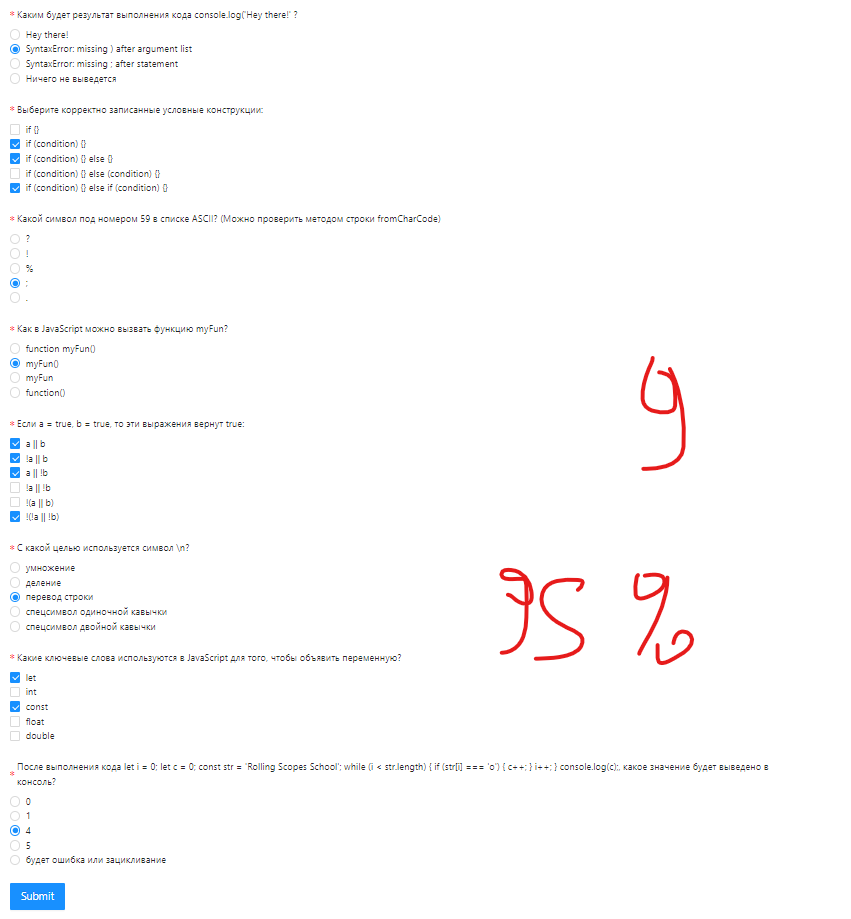 * Каким будет результат выполнения кода console.log('Hey there!' ?
Hey there!
SyntaxError: missing ) after argument list
SyntaxError: missing ; after statement
Ничего не выведется
* Выберите корректно записанные условные конструкции:
if {}
if (condition) {}
if (condition) {} else {}
if (condition) {} else (condition) {}
if (condition) {} else if (condition) {}
* Какой символ под номером 59 в списке ASCII? (Можно проверить методом строки fromCharCode)
?
!
%
;
.
* Как в JavaScript можно вызвать функцию myFun?
function myFun()
myFun()
myFun
function()
9
* Если a = true, b = true, то эти выражения вернут true:
a || b
!a || b
a || !b
!a || !b
!(a || b)
!(!a || !b)
* С какой целью используется символ \n?
умножение
деление
перевод строки
спецсимвол одиночной кавычки
спецсимвол двойной кавычки
95 %
* Какие ключевые слова используются в JavaScript для того, чтобы объявить переменную?
let
int
const
float
double
* После выполнения кода let i = 0; let c = 0; const str = 'Rolling Scopes School'; while (i < str.length) { if (str[i] === 'o') { c++; } i++; } console.log(c);, какое значение будет выведено в
консоль?
0
1
4
5
будет ошибка или зацикливание
Submit